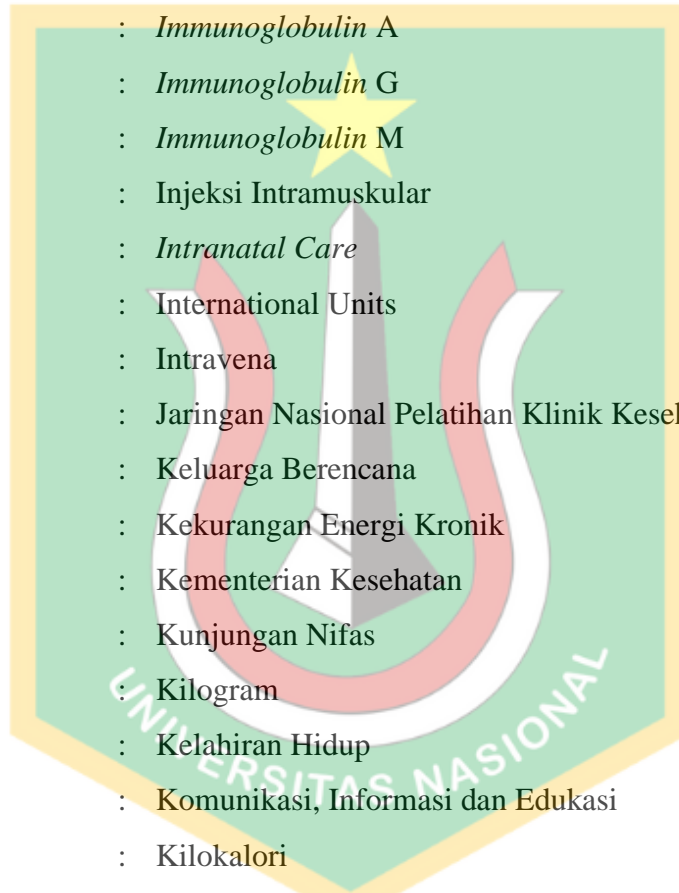 : Immunoglobulin A
: Immunoglobulin G
: Immunoglobulin M
: Injeksi Intramuskular
: Intranatal Care
: International Units
: Intravena
: Jaringan Nasional Pelatihan Klinik
: Keluarga Berencana
: Kekurangan Energi Kronik
: Kementerian Kesehatan
: Kunjungan Nifas
: Kilogram
: Kelahiran Hidup
: Komunikasi, Informasi dan Edukasi
: Kilokalori
UNIVERSITAS NASIONAL